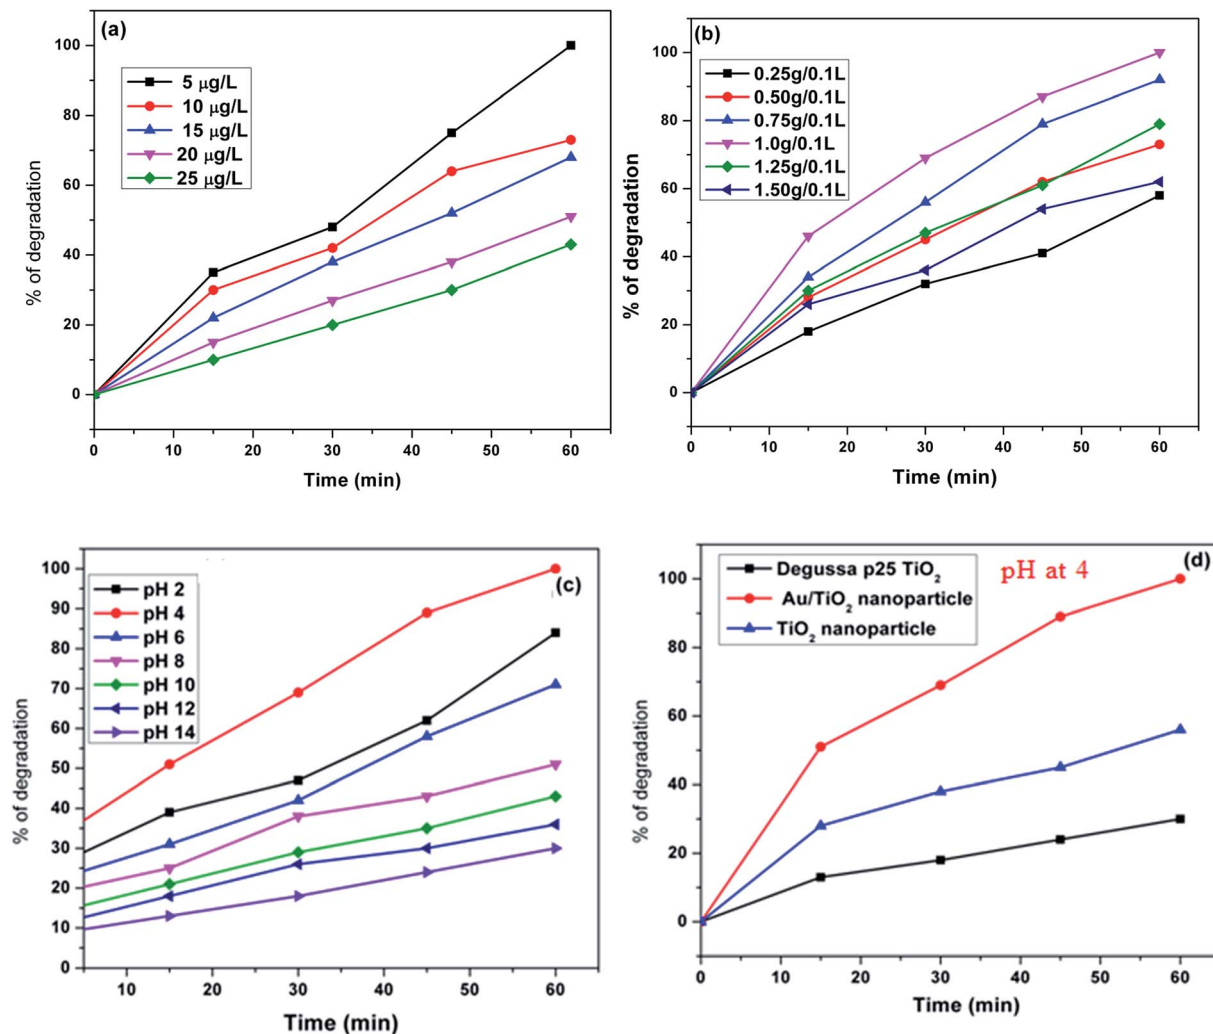 (a)
5 μg/L
10 μg/L
15 μg/L
20 μg/L
25 μg/L
% of degradation
100
80
60
40
20
0
0 10 20 30 40 50 60
Time (min)
(b)
0.25g/0.1L
0.50g/0.1L
0.75g/0.1L
1.0g/0.1L
1.25g/0.1L
1.50g/0.1L
% of degradation
100
80
60
40
20
0
0 10 20 30 40 50 60
Time (min)
(c)
pH 2
pH 4
pH 6
pH 8
pH 10
pH 12
pH 14
% of degradation
100
90
80
70
60
50
40
30
20
10
0
10 20 30 40 50 60
Time (min)
(d)
Degussa p25 TiO₂
Au/TiO₂ nanoparticle
TiO₂ nanoparticle
pH at 4
% of degradation
100
80
60
40
20
0
0 10 20 30 40 50 60
Time (min)